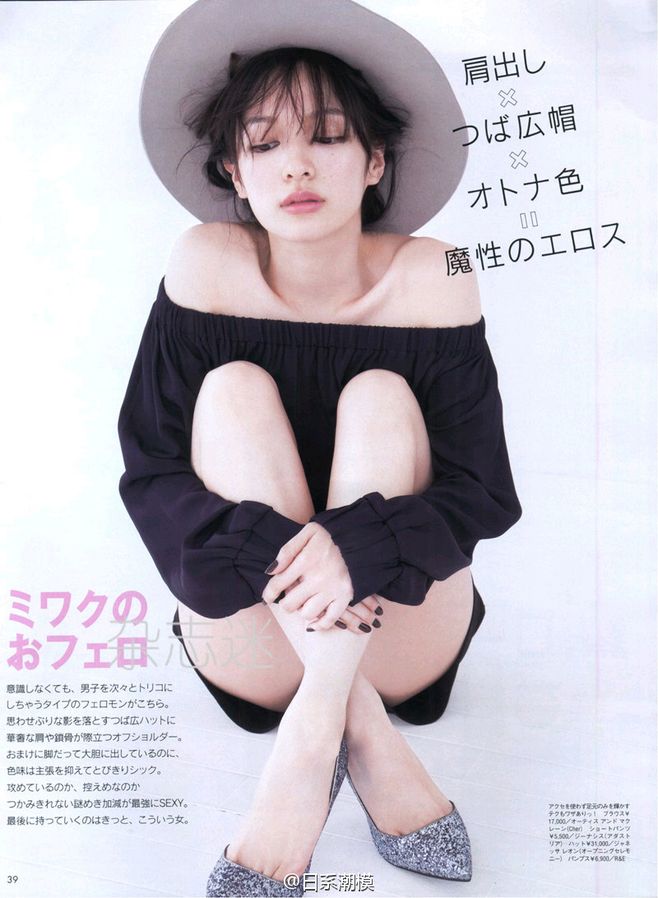 肩出し
×
つば広帽
×
オトナ色
=
魔性のエロス
ミワクの
おフェロ
杂志迷
意識しなくても、男子を次々とトリコに
しちゃうタイプのフェロモンがこちら。
思わせぶりな影を落とすつば広ハットに
華奢な肩や鎖骨が際立つオフショルダー。
おまけに脚だって大胆に出しているのに、
色味は主張を抑えてとびきりシック。
攻めているのか、控えめなのか
つかみきれない謎めき加減が最強にSEXY。
最後に持っていくのはきっと、こういう女。
アクセを使わず足元のみを輝かす
テクもワザありっ! ブラウス¥
17,000/オーティス アンド マク
レーン(Cher) ショートパンツ
¥5,500/ジーナシス(アダスト
リア) ハット¥31,000/ジャネ
ッサ レオン(オープニングセレモ
ニー) パンプス¥6,900/R&E
39
@日系潮模